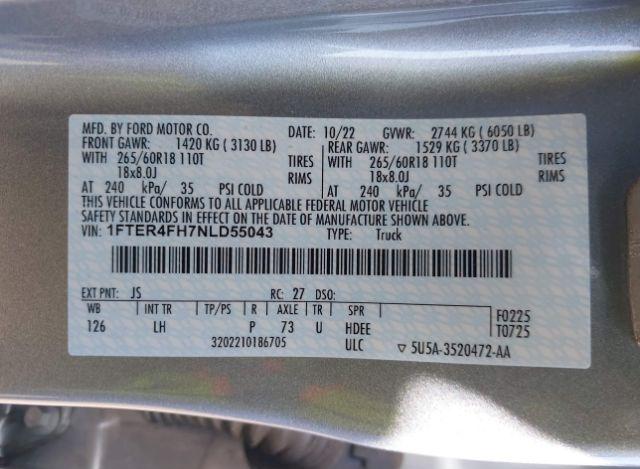 MFD. BY FORD MOTOR CO. DATE: 10/22 GVWR: 2744 KG ( 6050 LB)
FRONT GAWR: 1420 KG ( 3130 LB) REAR GAWR: 1529 KG ( 3370 LB)
WITH 265/60R18 110T TIRES WITH 265/60R18 110T TIRES
18x8.0J RIMS 18x8.0J RIMS
AT 240 kPa/ 35 PSI COLD AT 240 kPa/ 35 PSI COLD
THIS VEHICLE CONFORMS TO ALL APPLICABLE FEDERAL MOTOR VEHICLE
SAFETY STANDARDS IN EFFECT ON THE DATE OF MANUFACTURE SHOWN ABOVE.
VIN: 1FTER4FH7NLD55043 TYPE: Truck
EXT PNT: JS RC: 27 DSO:
WB INT TR TP/PS R AXLE TR SPR F0225
126 LH P 73 U HDEE T0725
3202210186705 ULC ▽ 5U5A-3520472-AA